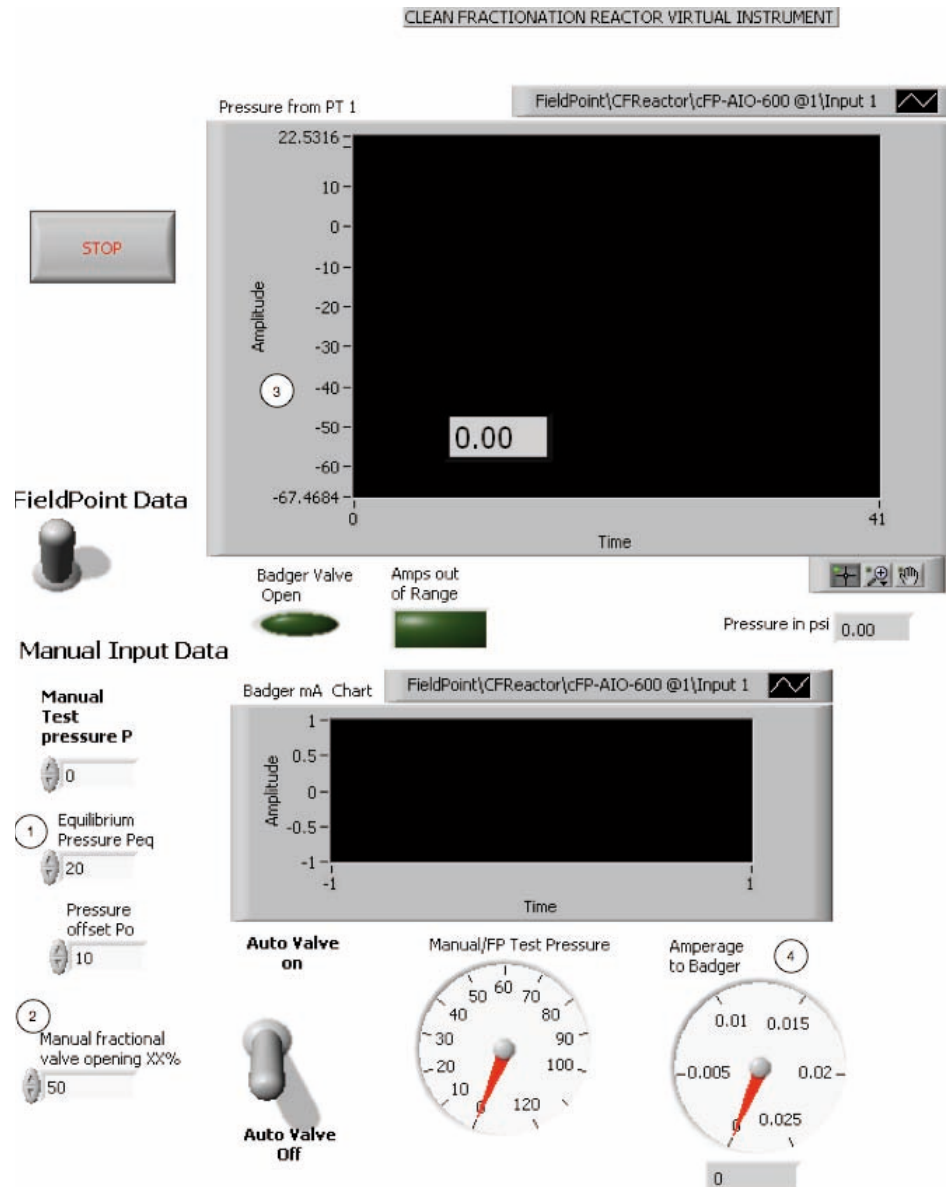 CLEAN FRACTIONATION REACTOR VIRTUAL INSTRUMENT
Pressure from PT 1
FieldPoint\CFReactor\cFP-AIO-600 @1\Input 1
22.5316
10
0
-10
-20
-30
-40
-50
-60
-67.4684
Amplitude
3
0.00
0
41
Time
STOP
FieldPoint Data
Badger Valve
Open
Amps out
of Range
Pressure in psi 0.00
Manual Input Data
Manual
Test
pressure P
0
1
Equilibrium
Pressure Peq
20
Pressure
offset Po
10
2
Manual fractional
valve opening XX%
50
Badger mA Chart
FieldPoint\CFReactor\cFP-AIO-600 @1\Input 1
1
0.5
0
-0.5
-1
Amplitude
-1
1
Time
Auto Valve
on
Auto Valve
Off
Manual/FP Test Pressure
0
10
20
30
40
50
60
70
80
90
100
120
Amperage
to Badger
4
0
-0.005
0.01
0.015
0.02
0.025
0